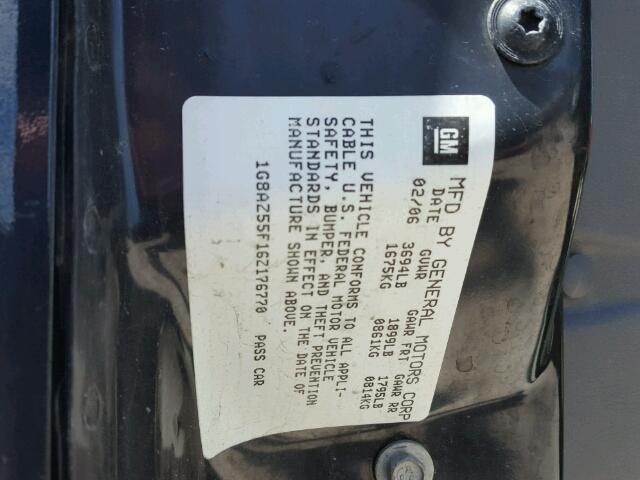 GM
MFD BY GENERAL MOTORS CORP
DATE GVWR GAWR FRT GAWR RR
02/06 3694LB 1899LB 1795LB
1675KG 0861KG 0814KG
THIS VEHICLE CONFORMS TO ALL APPLI-
CABLE U.S. FEDERAL MOTOR VEHICLE
SAFETY, BUMPER, AND THEFT PREVENTION
STANDARDS IN EFFECT ON THE DATE OF
MANUFACTURE SHOWN ABOVE.
1G8AZ55F16Z176770 PASS CAR